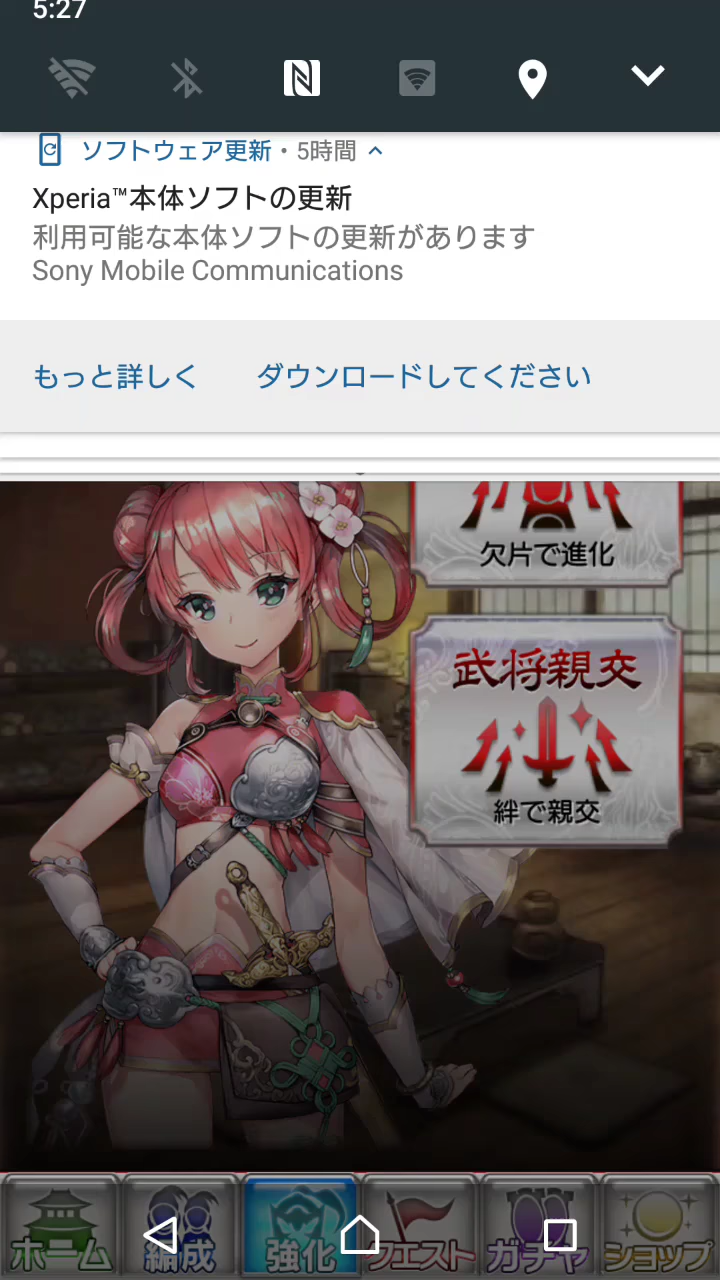 5:27
ソフトウェア更新・5時間
Xperia™本体ソフトの更新
利用可能な本体ソフトの更新があります
Sony Mobile Communications
もっと詳しく ダウンロードしてください
欠片で進化
武将親交
絆で親交
ホーム 編成 強化 クエスト ガチャ ショップ